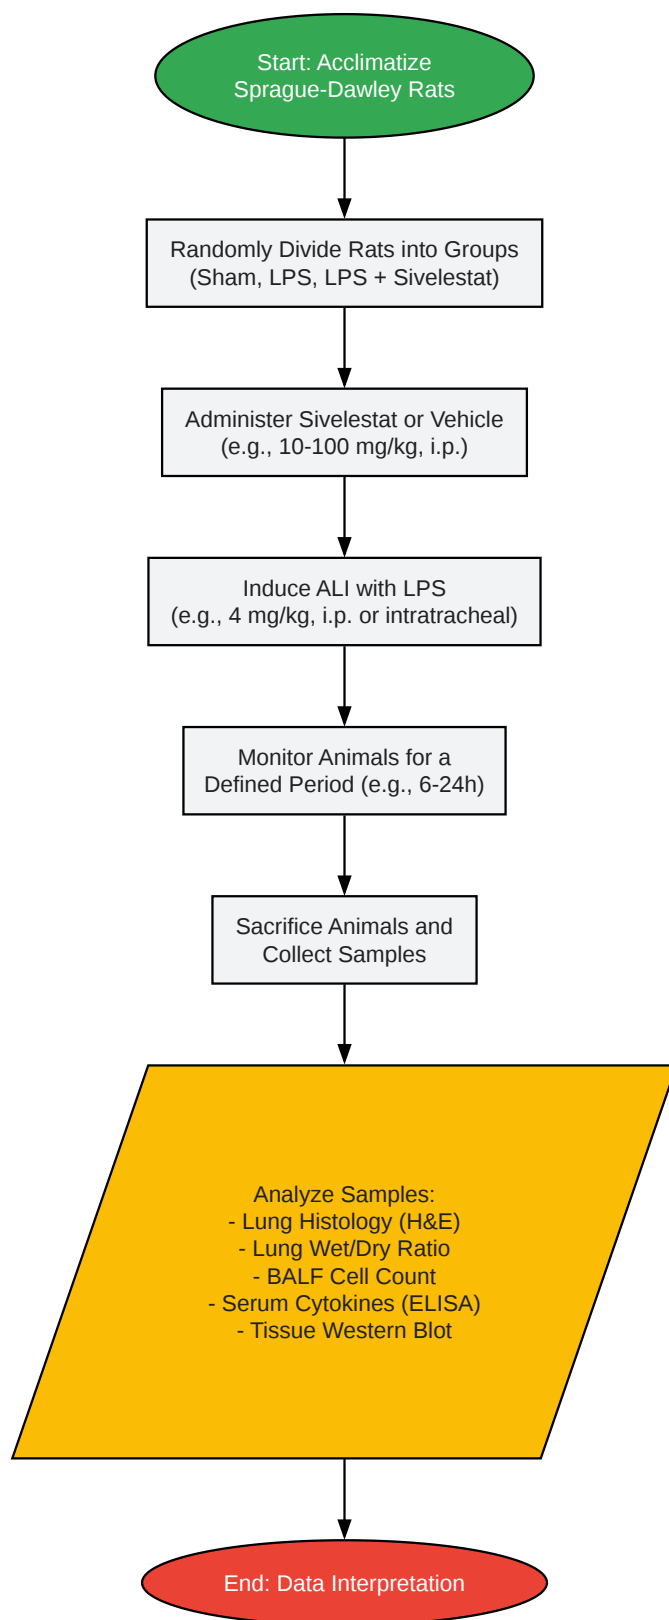 Start: Acclimatize
Sprague-Dawley Rats
Randomly Divide Rats into Groups
(Sham, LPS, LPS + Sivelestat)
Administer Sivelestat or Vehicle
(e.g., 10-100 mg/kg, i.p.)
Induce ALI with LPS
(e.g., 4 mg/kg, i.p. or intratracheal)
Monitor Animals for a
Defined Period (e.g., 6-24h)
Sacrifice Animals and
Collect Samples
Analyze Samples:
- Lung Histology (H&E)
- Lung Wet/Dry Ratio
- BALF Cell Count
- Serum Cytokines (ELISA)
- Tissue Western Blot
End: Data Interpretation